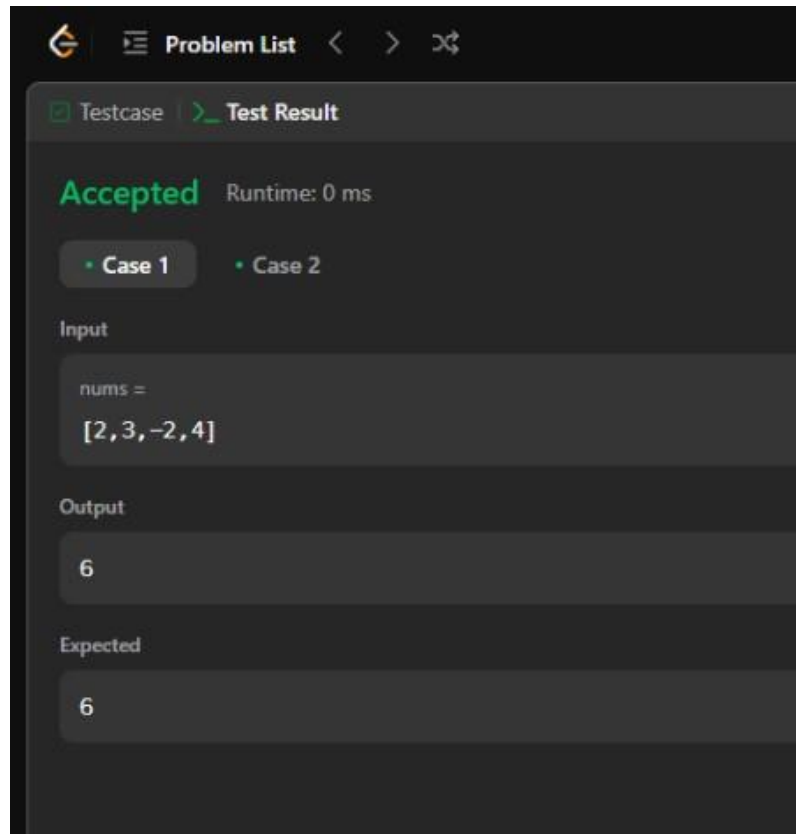 Problem List
Testcase >_ Test Result
Accepted Runtime: 0 ms
• Case 1 • Case 2
Input
nums =
[2,3,-2,4]
Output
6
Expected
6